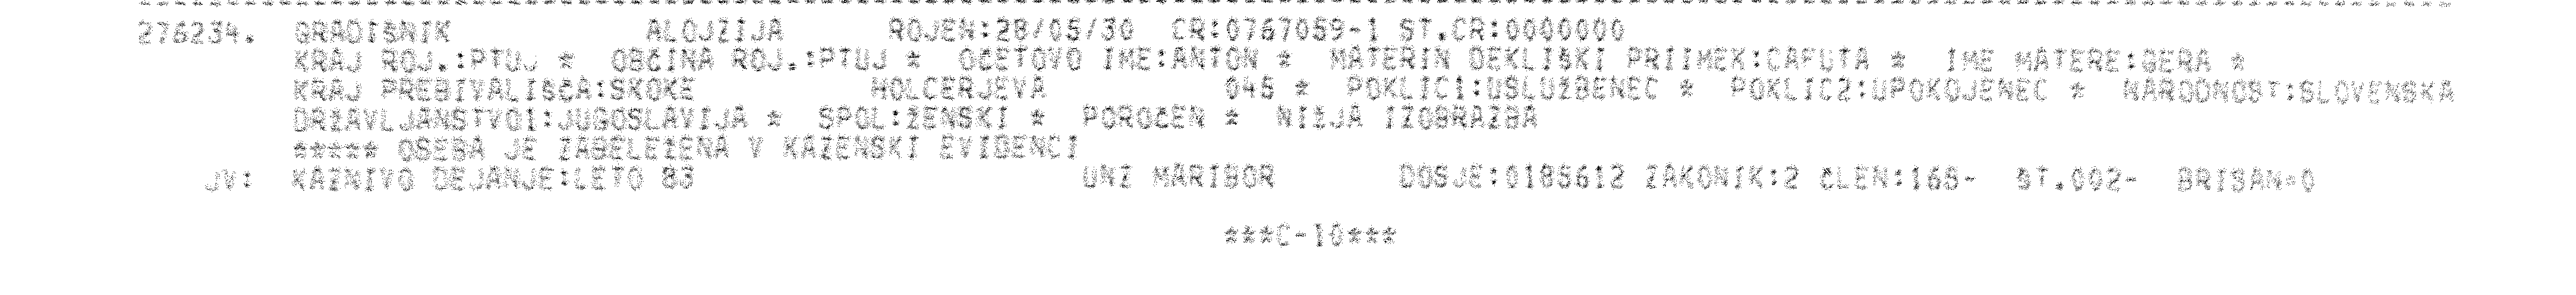 276234. GRADIŠNIK ALOJZIJA ROJEN:28/05/30 CR:0767059-1 ST.CR:0000000
KRAJ ROJ.:PTUJ * OBČINA ROJ.:PTUJ * OČETOVO IME:ANTON * MATERIN DEKLIŠKI PRIIMEK:CAFUTA * IME MATERE:GERA *
KRAJ PREBIVALIŠČA:SKOKE HOLCERJEVA 045 * POKLIC1:USLUŽBENEC * POKLIC2:UPOKOJENEC * NARODNOST:SLOVENSKA
DRŽAVLJANSTVO1:JUGOSLAVIJA * SPOL:ŽENSKI * POROČEN * NIŽJA IZOBRAZBA
***** OSEBA JE ZABELEŽENA V KAZENSKI EVIDENCI
JV: KAZNIVO DEJANJE:LETO 83 UNZ MARIBOR DOSJE:0185612 ZAKONIK:2 ČLEN:165- ŠT.002- BRISAN=0
***C-10***